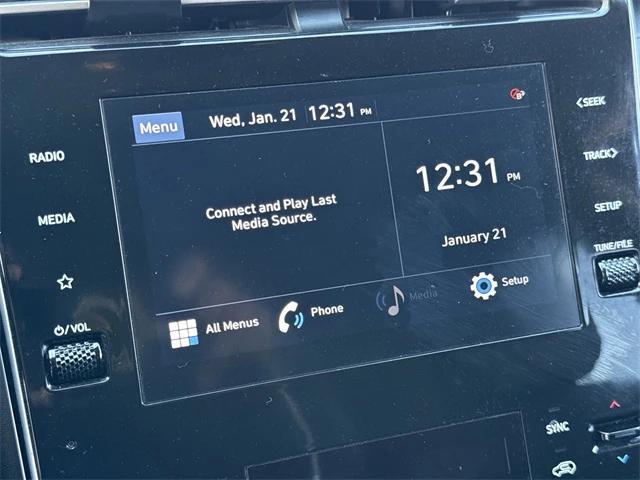 Menu
Wed, Jan. 21 12:31 PM
<SEEK
RADIO
TRACK>
12:31 PM
Connect and Play Last
Media Source.
MEDIA
SETUP
January 21
TUNE/FILE
All Menus
Phone
Media
Setup
/VOL
SYNC